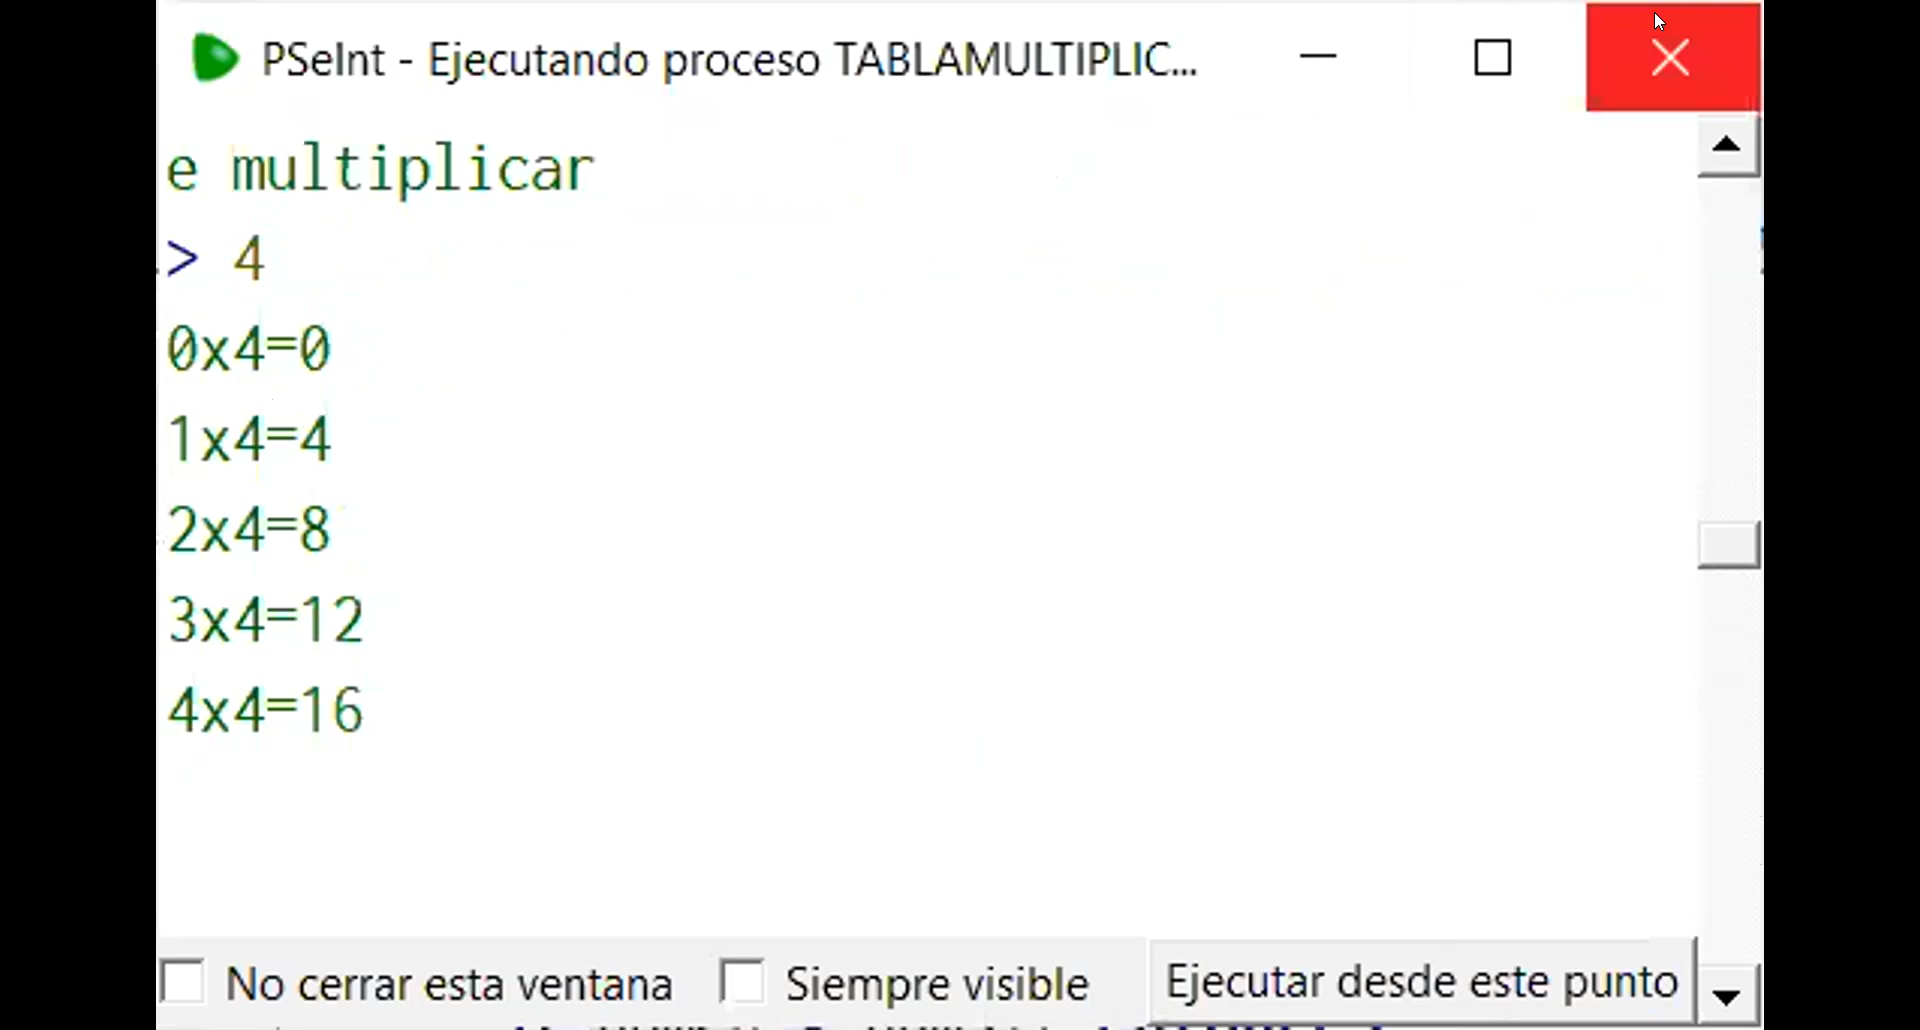 PSeInt - Ejecutando proceso TABLAMULTIPLIC...
e multiplicar
> 4
0x4=0
1x4=4
2x4=8
3x4=12
4x4=16
No cerrar esta ventana Siempre visible Ejecutar desde este punto